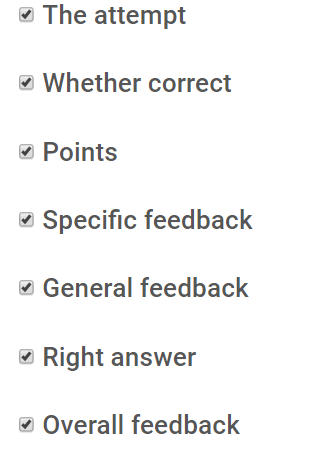 The attempt
Whether correct
Points
Specific feedback
General feedback
Right answer
Overall feedback